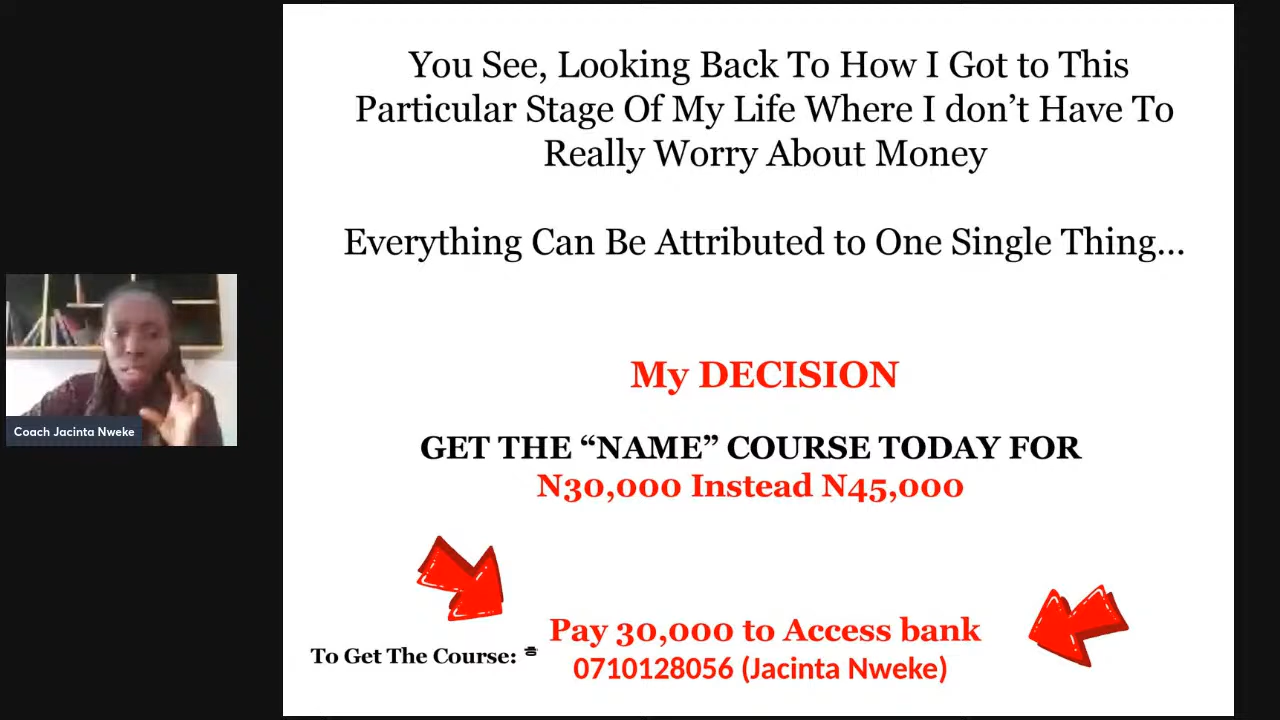 You See, Looking Back To How I Got to This
Particular Stage Of My Life Where I don't Have To
Really Worry About Money
Everything Can Be Attributed to One Single Thing...
My DECISION
Coach Jacinta Nweke
GET THE “NAME” COURSE TODAY FOR
N30,000 Instead N45,000
Pay 30,000 to Access bank
To Get The Course:
0710128056 (Jacinta Nweke)